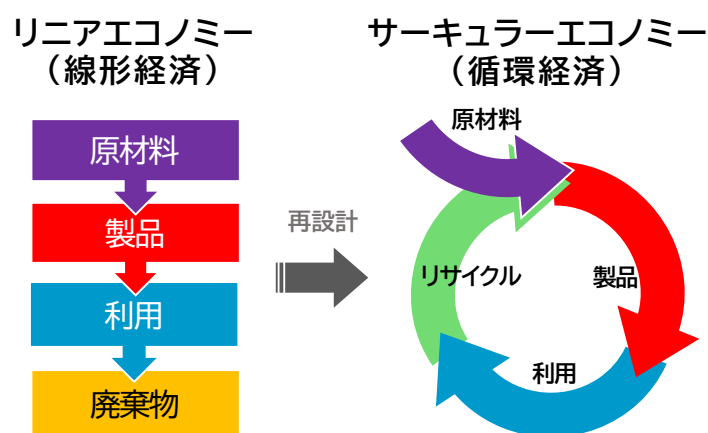 リニアエコノミー
（線形経済）
原材料
製品
利用
廃棄物
再設計
サーキュラーエコノミー
（循環経済）
原材料
リサイクル
製品
利用